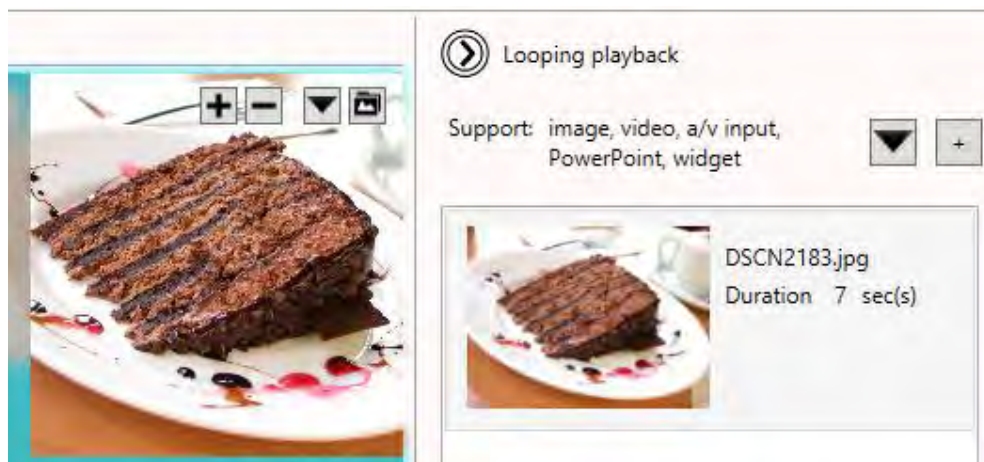 Looping playback
Support: image, video, a/v input,
PowerPoint, widget
+
DSCN2183.jpg
Duration 7 sec(s)